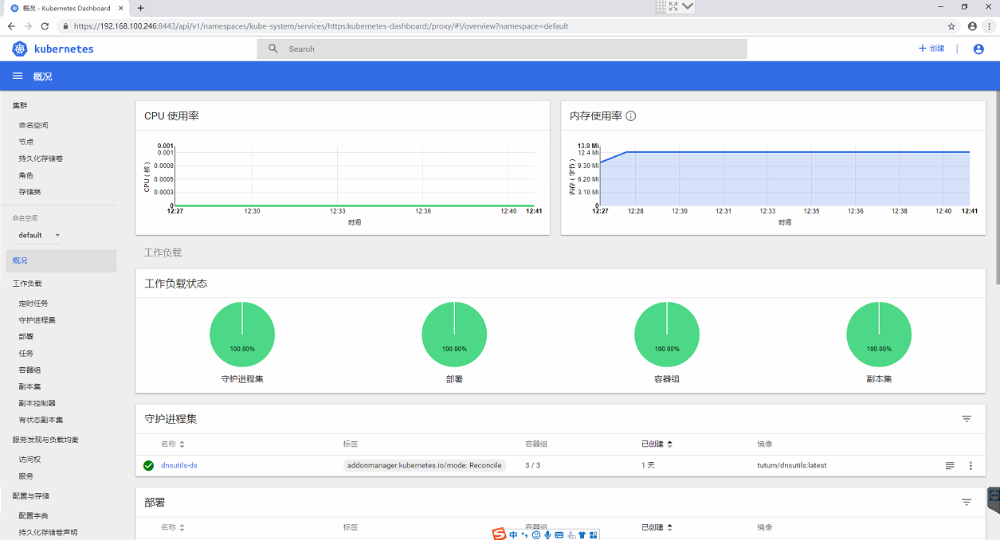 概况 - Kubernetes Dashboard
https://192.168.100.246:8443/api/v1/namespaces/kube-system/services/https:kubernetes-dashboard:/proxy/#!/overview?namespace=default
kubernetes
Search
创建
概况
集群
命名空间
节点
持久化存储卷
角色
存储类
命名空间
default
概况
工作负载
定时任务
守护进程集
部署
任务
容器组
副本集
副本控制器
有状态副本集
服务发现与负载均衡
访问权
服务
配置与存储
配置字典
持久化存储卷声明
CPU 使用率
CPU (核)
0.001
0.001
0.0008
0.0005
0.0003
0
12:27 12:30 12:33 12:36 12:40 12:41
时间
内存使用率
内存 (字节)
13.9 Mi
12.4 Mi
9.30 Mi
6.20 Mi
3.10 Mi
0
12:27 12:28 12:30 12:31 12:33 12:35 12:36 12:38 12:40 12:41
时间
工作负载
工作负载状态
100.00% 100.00% 100.00% 100.00%
守护进程集 部署 容器组 副本集
守护进程集
名称 标签 容器组 已创建 镜像
dnsutils-ds addonmanager.kubernetes.io/mode: Reconcile 3 / 3 1 天 tutum/dnsutils:latest
部署
名称 标签 容器组 已创建 镜像
S 中